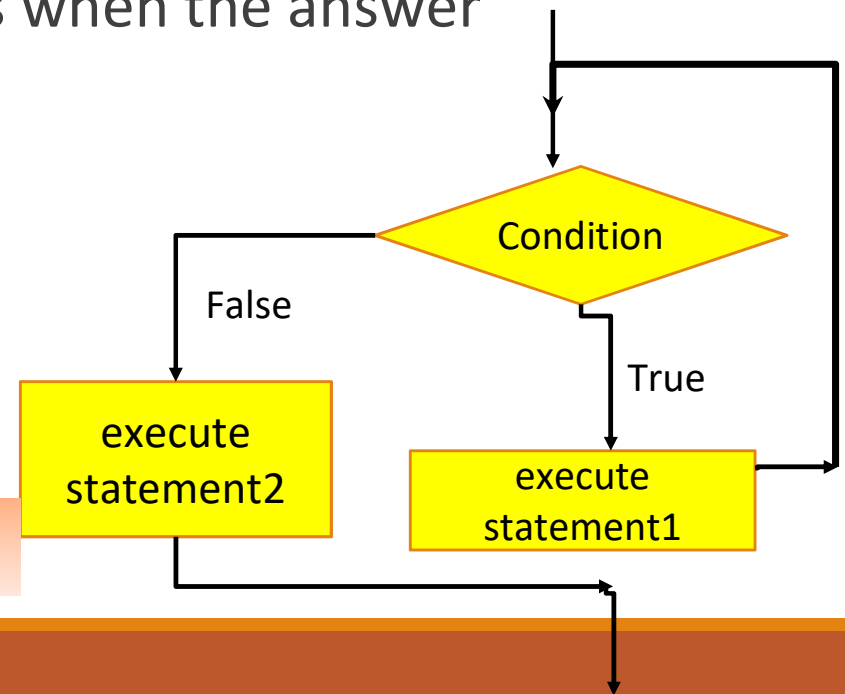 s when the answer
Condition
False
True
execute
statement2
execute
statement1